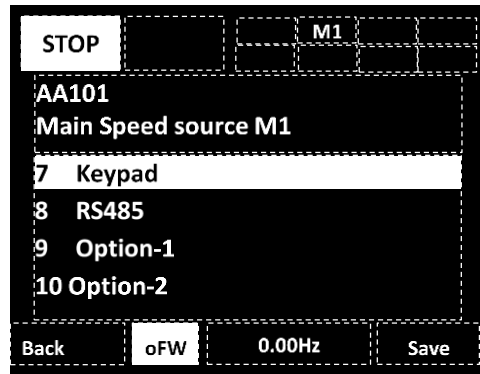 STOP M1
AA101
Main Speed source M1
7 Keypad
8 RS485
9 Option-1
10 Option-2
Back oFW 0.00Hz Save